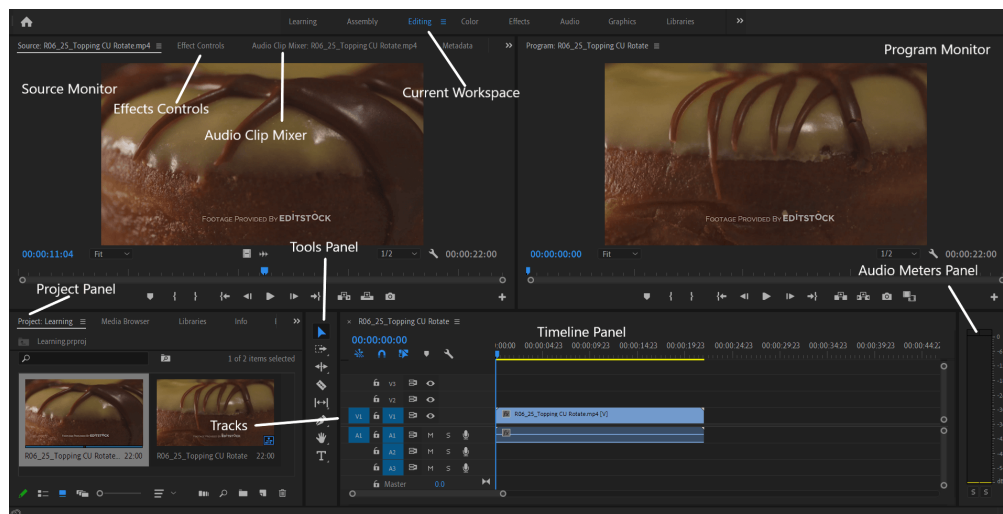 Learning Assembly Editing Color Effects Audio Graphics Libraries
Source: R06_25_Topping CU Rotate.mp4 Effect Controls Audio Clip Mixer: R06_25_Topping CU Rotate.mp4 Metadata
Program: R06_25_Topping CU Rotate
Program Monitor
Source Monitor
Effects Controls
Current Workspace
Audio Clip Mixer
FOOTAGE PROVIDED BY EDITSTOCK
FOOTAGE PROVIDED BY EDITSTOCK
Tools Panel
00:00:11:04 Fit 1/2 00:00:22:00
00:00:00:00 Fit 1/2 00:00:22:00
Audio Meters Panel
Project Panel
Project: Learning Media Browser Libraries Info
Learning.prproj
1 of 2 items selected
R06_25_Topping CU Rotate... 22:00
R06_25_Topping CU Rotate 22:00
Tracks
× R06_25_Topping CU Rotate
Timeline Panel
00:00:00:00
:00:00 00:00:04:23 00:00:09:23 00:00:14:23 00:00:19:23 00:00:24:23 00:00:29:23 00:00:34:23 00:00:39:23 00:00:44:22
V3
V2
V1 V1 R06_25_Topping CU Rotate.mp4 [V]
A1 A1 M S
A2 M S
A3 M S
Master 0.0
S S